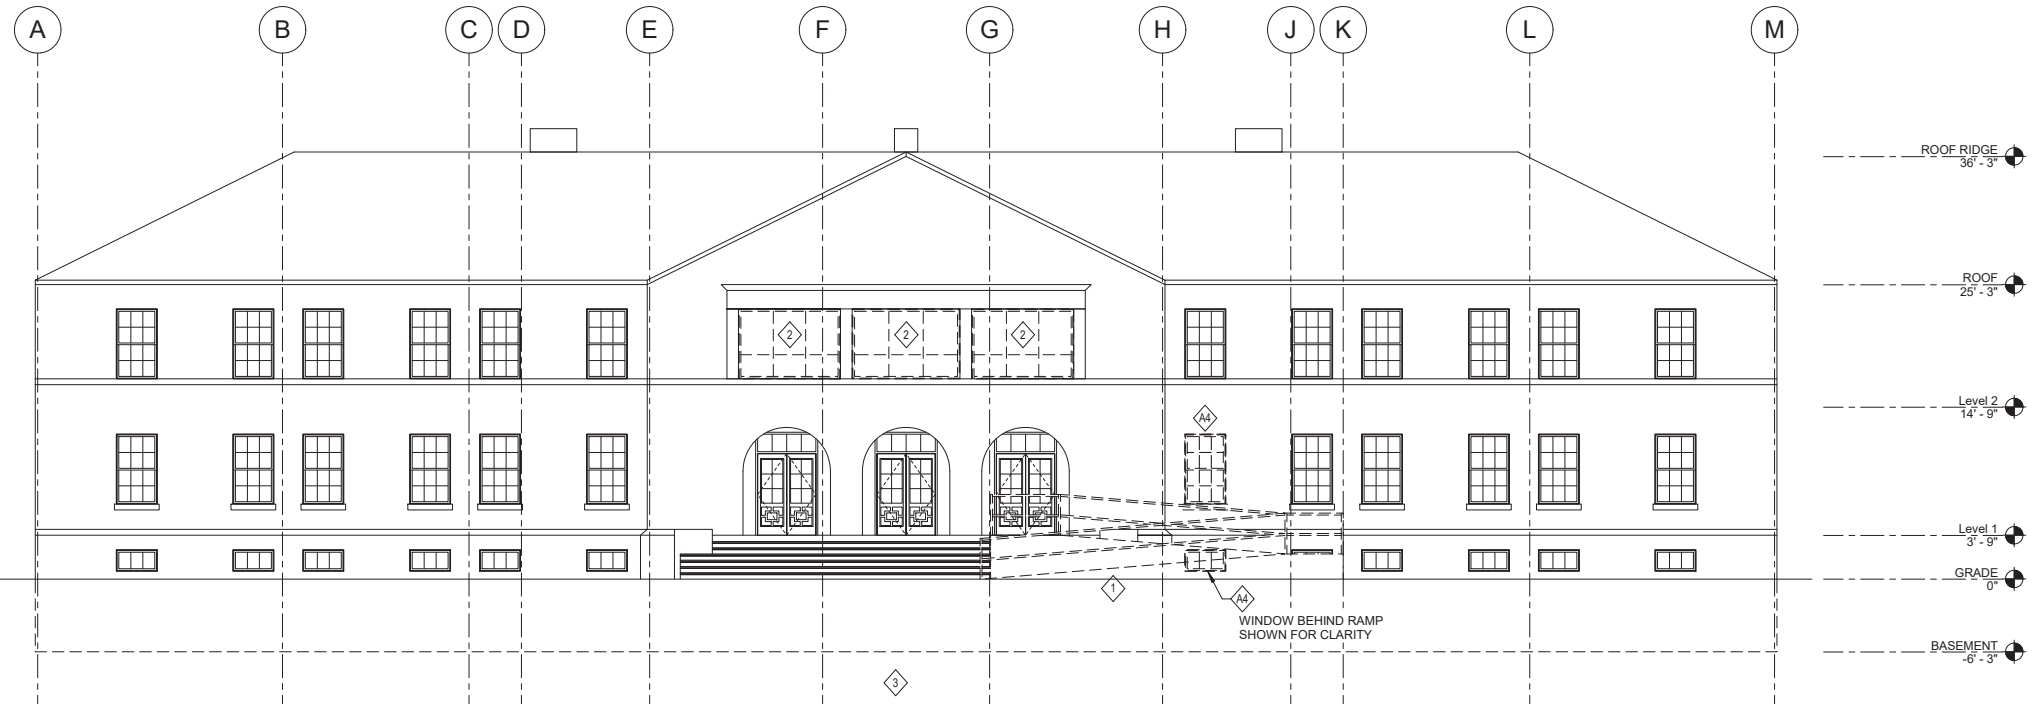 A
B
C
D
E
F
G
H
J
K
L
M
ROOF RIDGE
36' - 3"
ROOF
25' - 3"
2
2
2
Level 2
14' - 9"
A4
Level 1
3' - 9"
GRADE
0"
1
A4
WINDOW BEHIND RAMP
SHOWN FOR CLARITY
BASEMENT
-6' - 3"
3